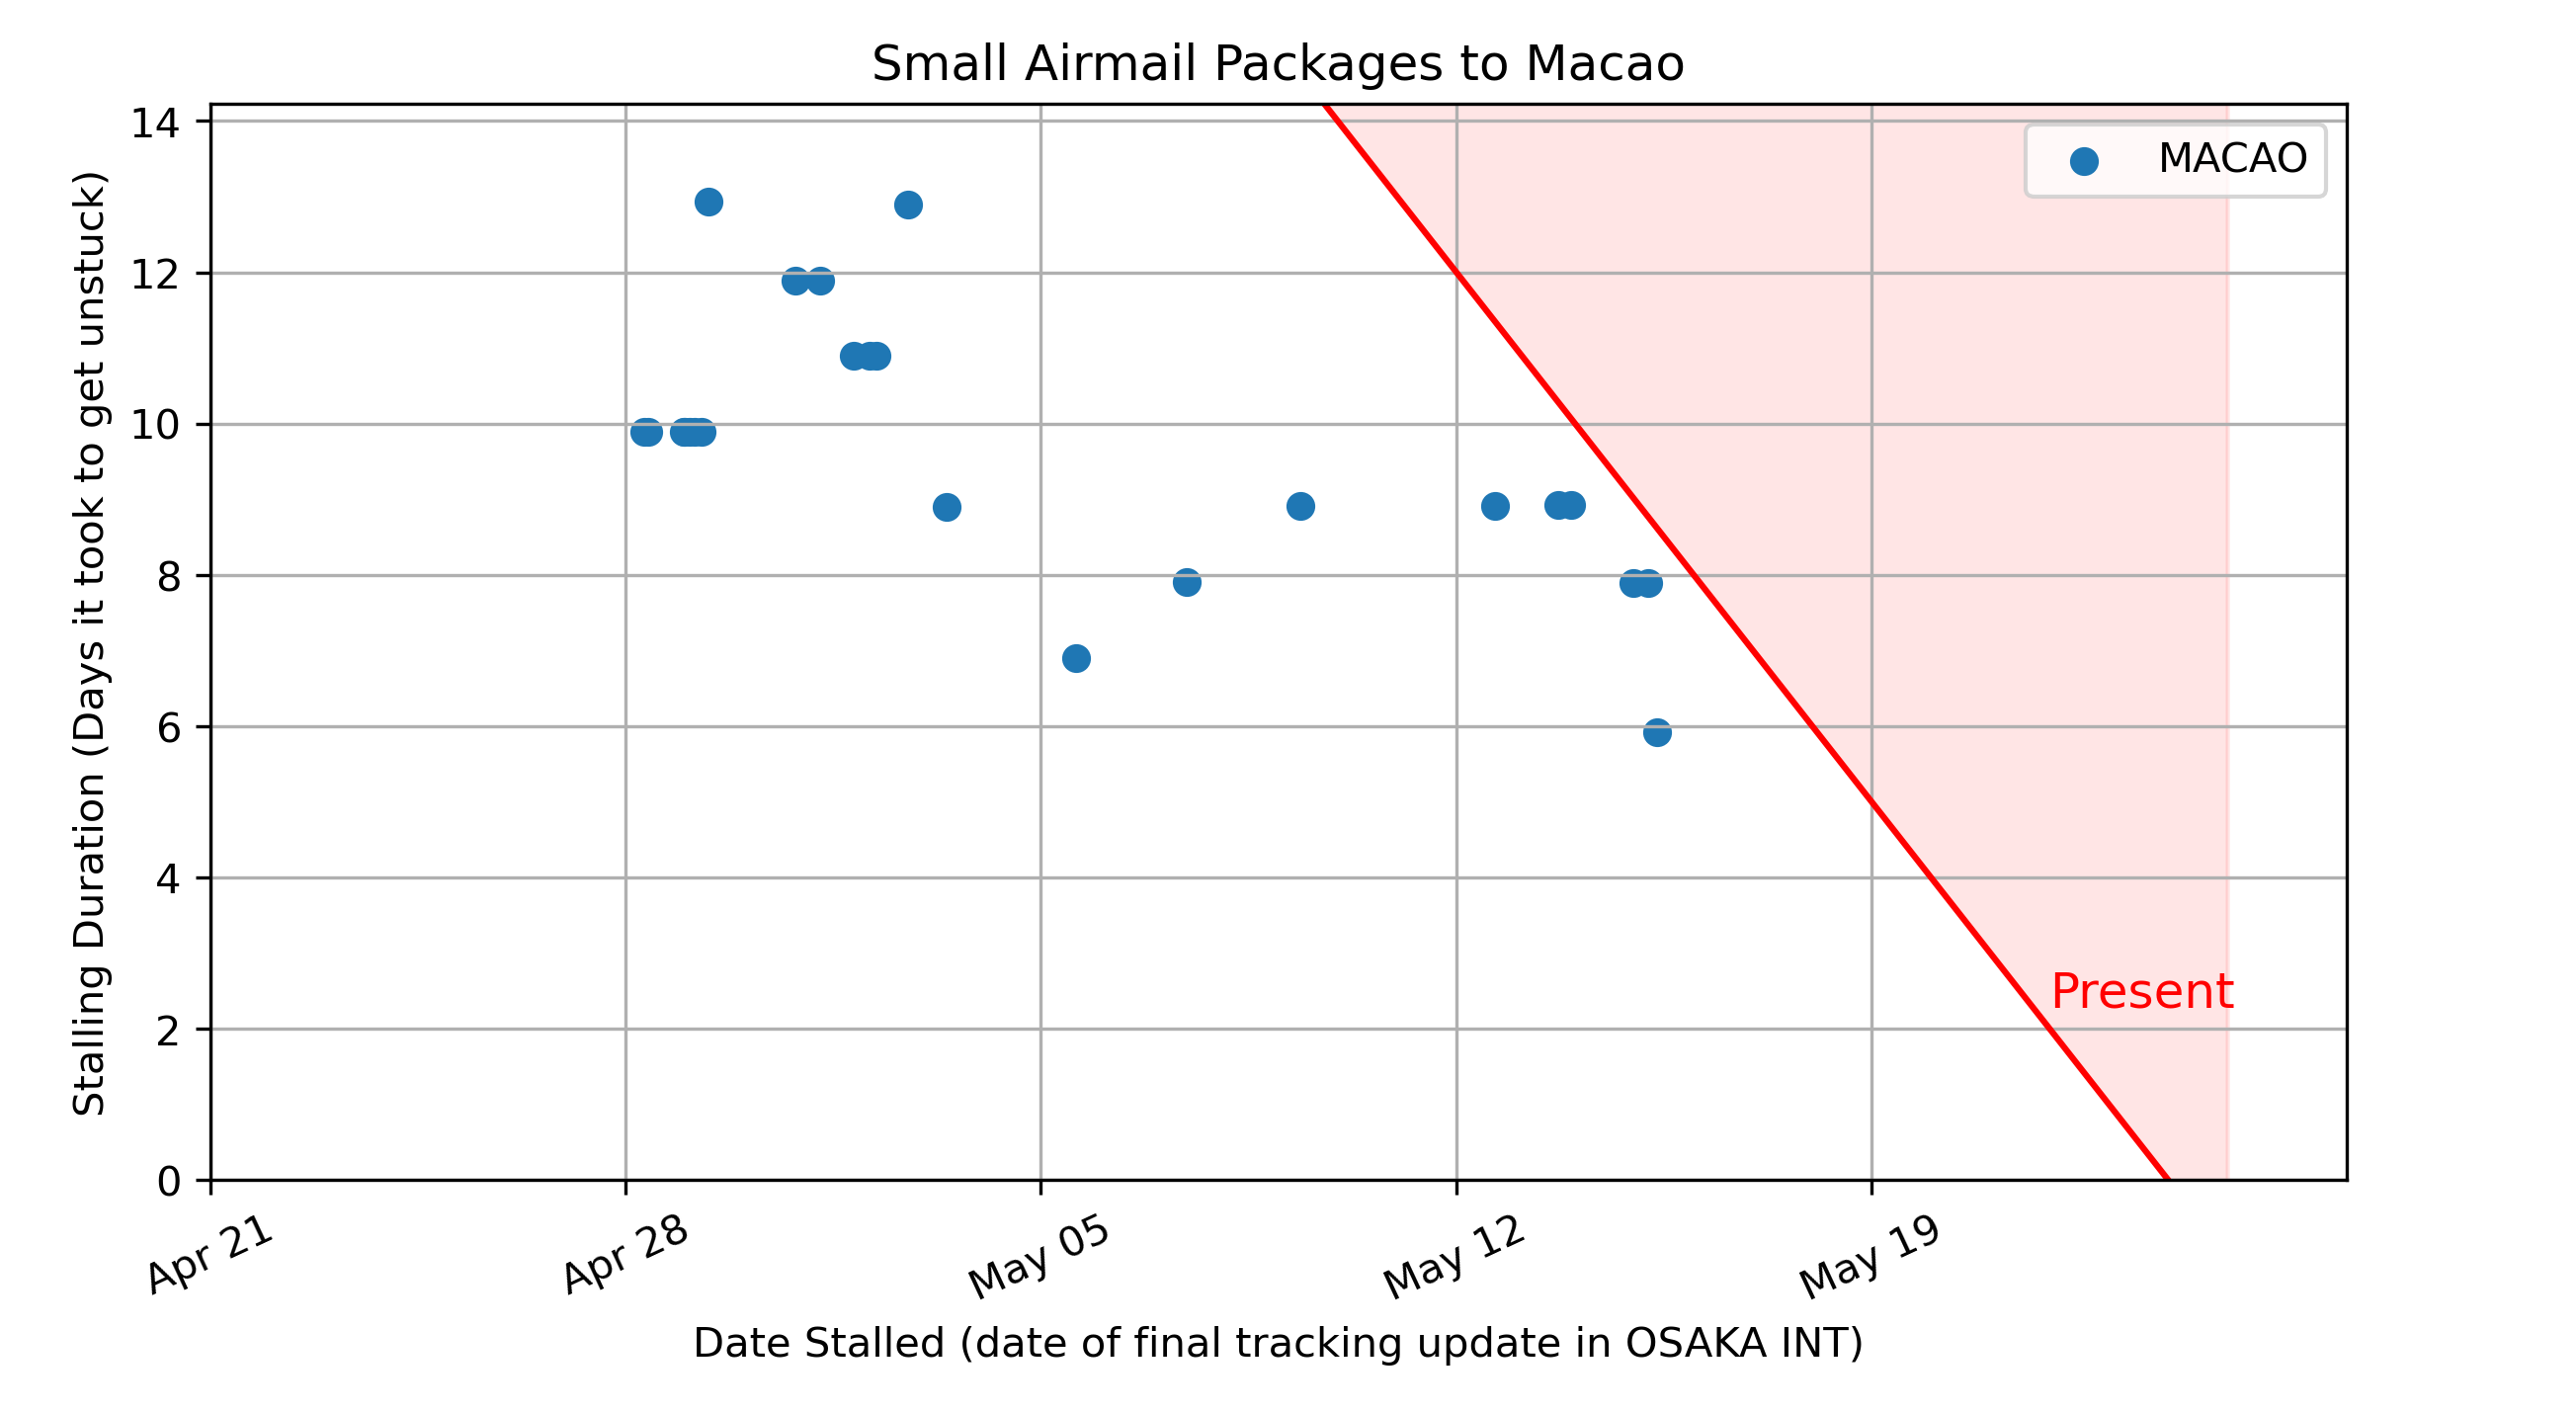 Small Airmail Packages to Macao
Stalling Duration (Days it took to get unstuck)
14
12
10
8
6
4
2
0
MACAO
Present
Apr 21
Apr 28
May 05
May 12
May 19
Date Stalled (date of final tracking update in OSAKA INT)